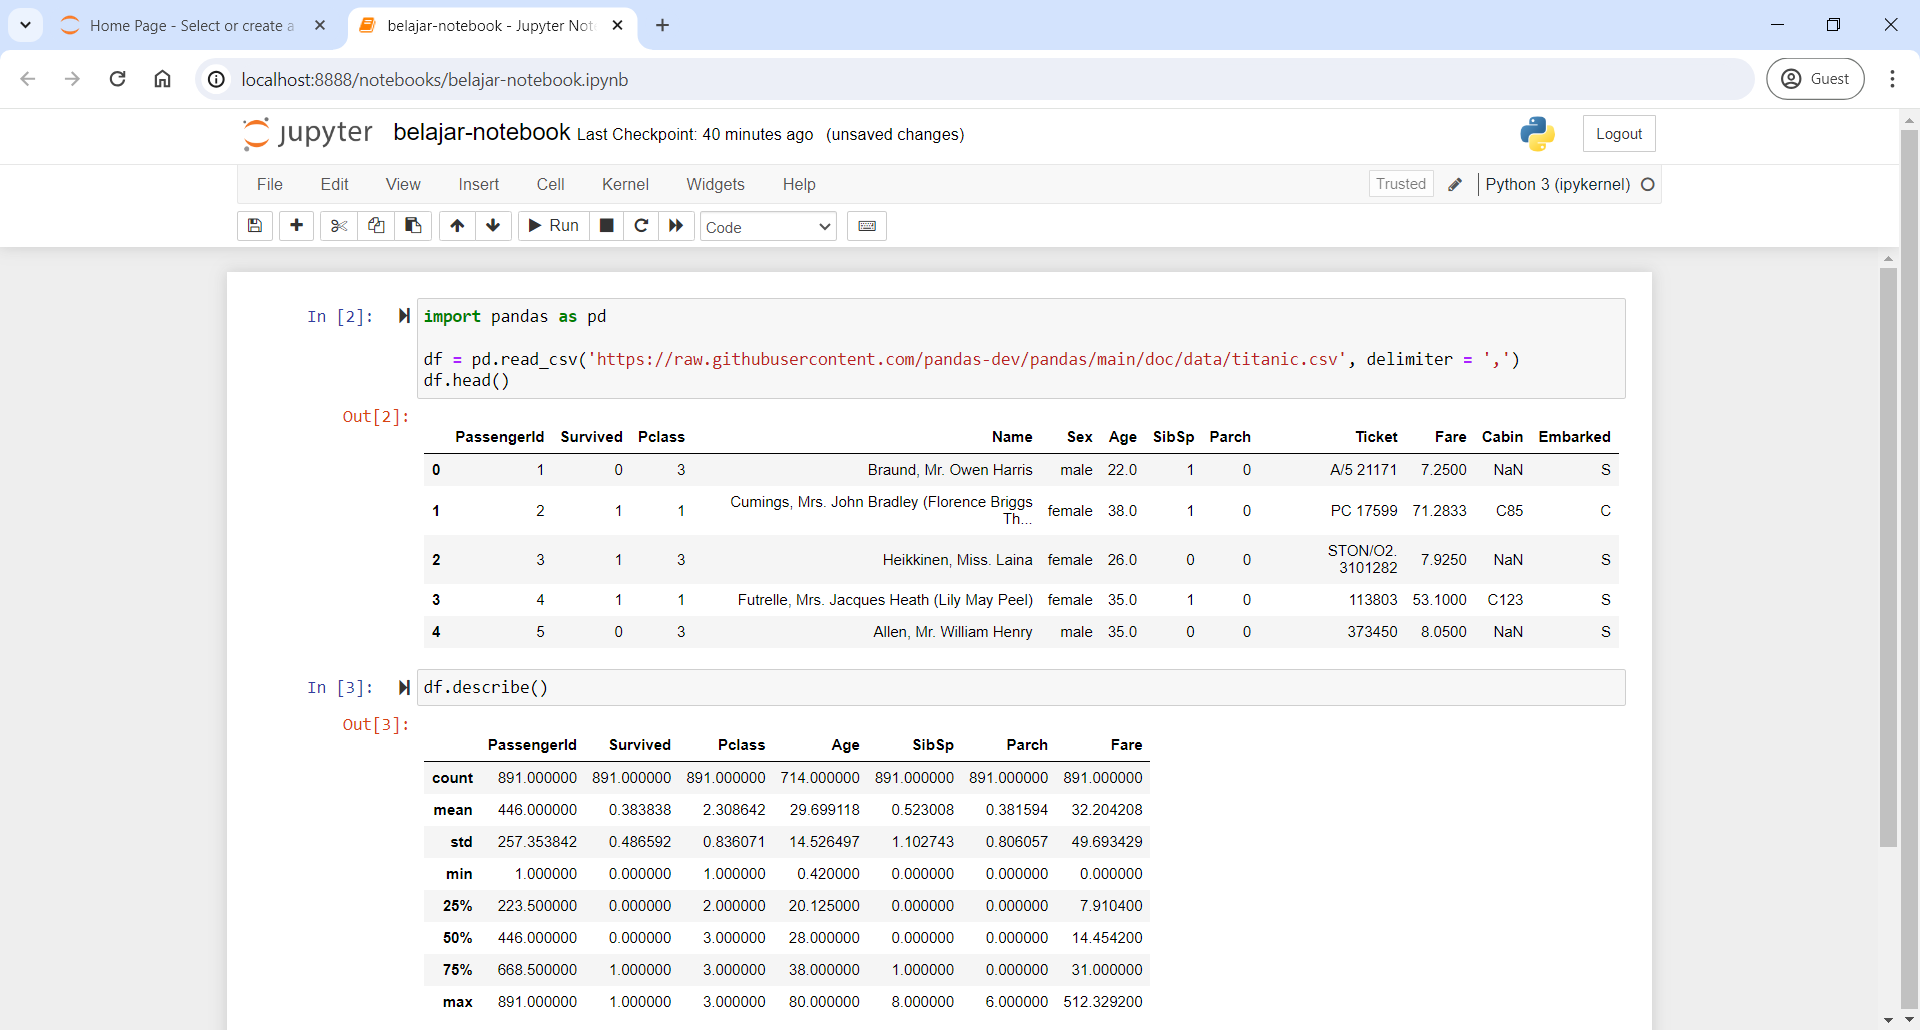 Home Page - Select or create a
belajar-notebook - Jupyter Not
localhost:8888/notebooks/belajar-notebook.ipynb
Guest
jupyter belajar-notebook Last Checkpoint: 40 minutes ago (unsaved changes)
Logout
File Edit View Insert Cell Kernel Widgets Help
Trusted Python 3 (ipykernel)
Run Code
In [2]: import pandas as pd
df = pd.read_csv('https://raw.githubusercontent.com/pandas-dev/pandas/main/doc/data/titanic.csv', delimiter = ',')
df.head()
Out[2]:
PassengerId Survived Pclass Name Sex Age SibSp Parch Ticket Fare Cabin Embarked
0 1 0 3 Braund, Mr. Owen Harris male 22.0 1 0 A/5 21171 7.2500 NaN S
1 2 1 1 Cumings, Mrs. John Bradley (Florence Briggs Th... female 38.0 1 0 PC 17599 71.2833 C85 C
2 3 1 3 Heikkinen, Miss. Laina female 26.0 0 0 STON/O2. 3101282 7.9250 NaN S
3 4 1 1 Futrelle, Mrs. Jacques Heath (Lily May Peel) female 35.0 1 0 113803 53.1000 C123 S
4 5 0 3 Allen, Mr. William Henry male 35.0 0 0 373450 8.0500 NaN S
In [3]: df.describe()
Out[3]:
PassengerId Survived Pclass Age SibSp Parch Fare
count 891.000000 891.000000 891.000000 714.000000 891.000000 891.000000 891.000000
mean 446.000000 0.383838 2.308642 29.699118 0.523008 0.381594 32.204208
std 257.353842 0.486592 0.836071 14.526497 1.102743 0.806057 49.693429
min 1.000000 0.000000 1.000000 0.420000 0.000000 0.000000 0.000000
25% 223.500000 0.000000 2.000000 20.125000 0.000000 0.000000 7.910400
50% 446.000000 0.000000 3.000000 28.000000 0.000000 0.000000 14.454200
75% 668.500000 1.000000 3.000000 38.000000 1.000000 0.000000 31.000000
max 891.000000 1.000000 3.000000 80.000000 8.000000 6.000000 512.329200